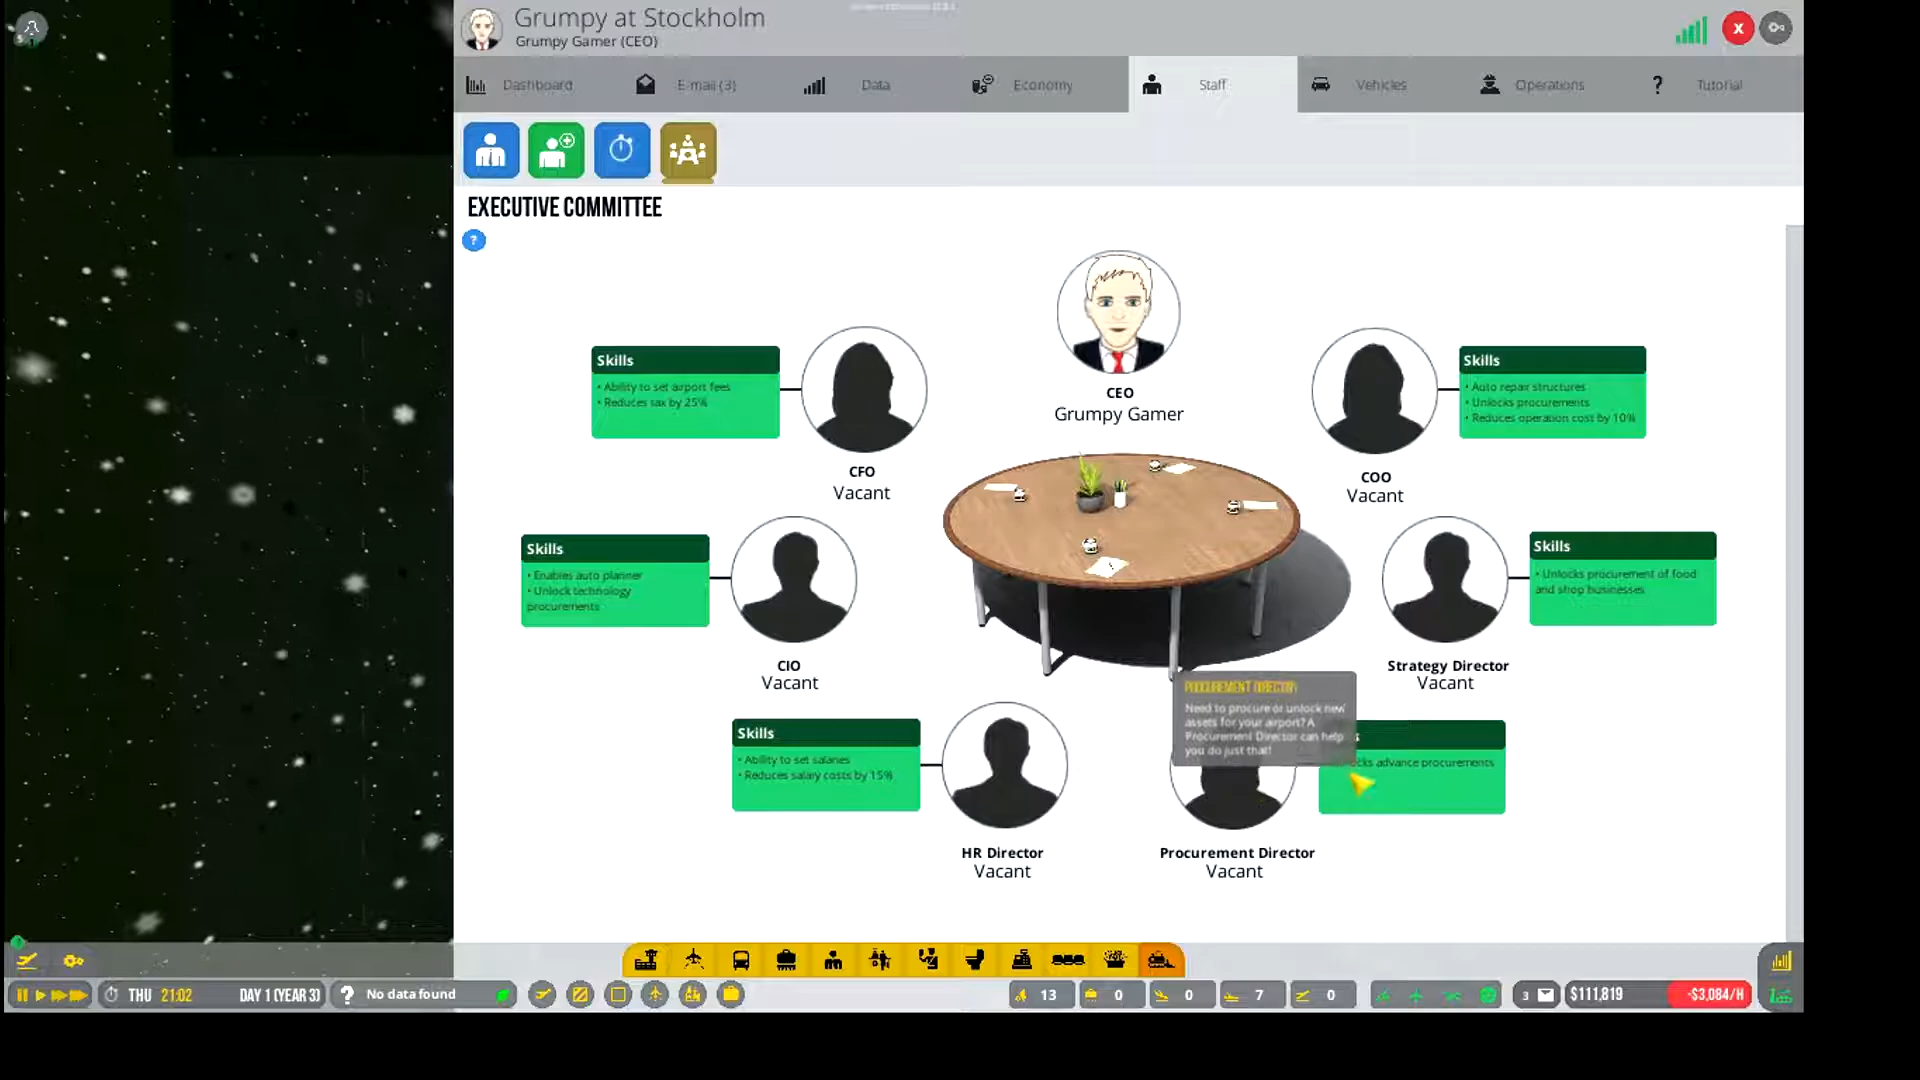 Grumpy at Stockholm
Grumpy Gamer (CEO)
X
Dashboard
E-mail (3)
Data
Economy
Staff
Vehicles
Operations
? Tutorial
EXECUTIVE COMMITTEE
?
CEO
Grumpy Gamer
Skills
• Ability to set airport fees
• Reduces tax by 25%
CFO
Vacant
Skills
• Auto repair structures
• Unlocks procurements
• Reduces operation cost by 10%
COO
Vacant
Skills
• Enables auto planner
• Unlock technology
procurements
CIO
Vacant
Skills
• Unlocks procurement of food
and shop businesses
Strategy Director
Vacant
Skills
• Ability to set salaries
• Reduces salary costs by 15%
HR Director
Vacant
PROCUREMENT DIRECTOR
Need to procure or unlock new
assets for your airport? A
Procurement Director can help
you do just that!
advance procurements
Procurement Director
Vacant
THU 21:02 DAY 1 (YEAR 3)
? No data found
13
0
0
7
0
3
$111,819
-$3,084/H